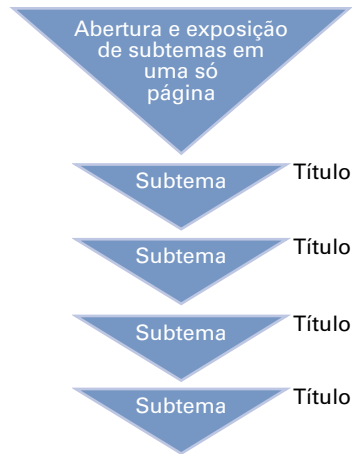 Abertura e exposição
de subtemas em
uma só
página
Subtema
Título
Subtema
Título
Subtema
Título
Subtema
Título